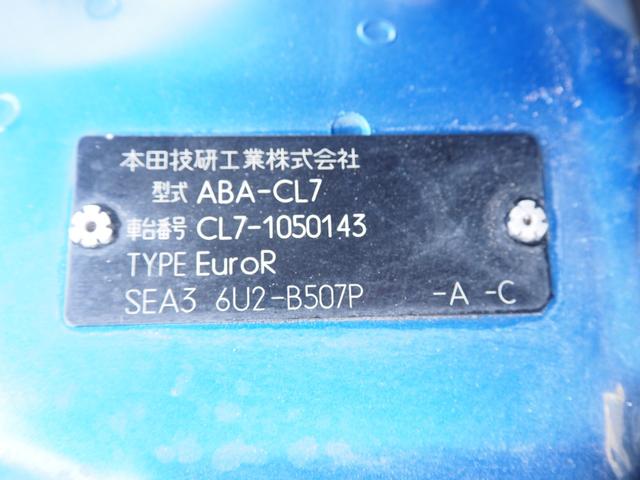 本田技研工業株式会社
型式 ABA-CL7
車台番号 CL7-1050143
TYPE EuroR
SEA3 6U2-B507P -A -C